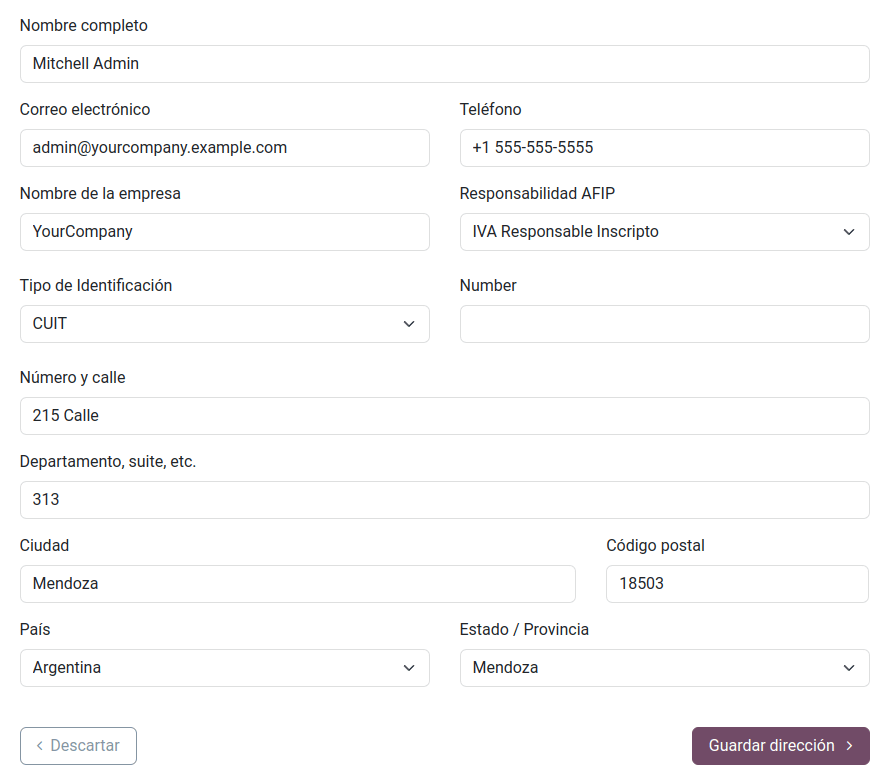 Nombre completo
Mitchell Admin
Correo electrónico
Teléfono
admin@yourcompany.example.com
+1 555-555-5555
Nombre de la empresa
Responsabilidad AFIP
YourCompany
IVA Responsable Inscripto
Tipo de Identificación
Number
CUIT
Número y calle
215 Calle
Departamento, suite, etc.
313
Ciudad
Código postal
Mendoza
18503
País
Estado / Provincia
Argentina
Mendoza
Descartar
Guardar dirección